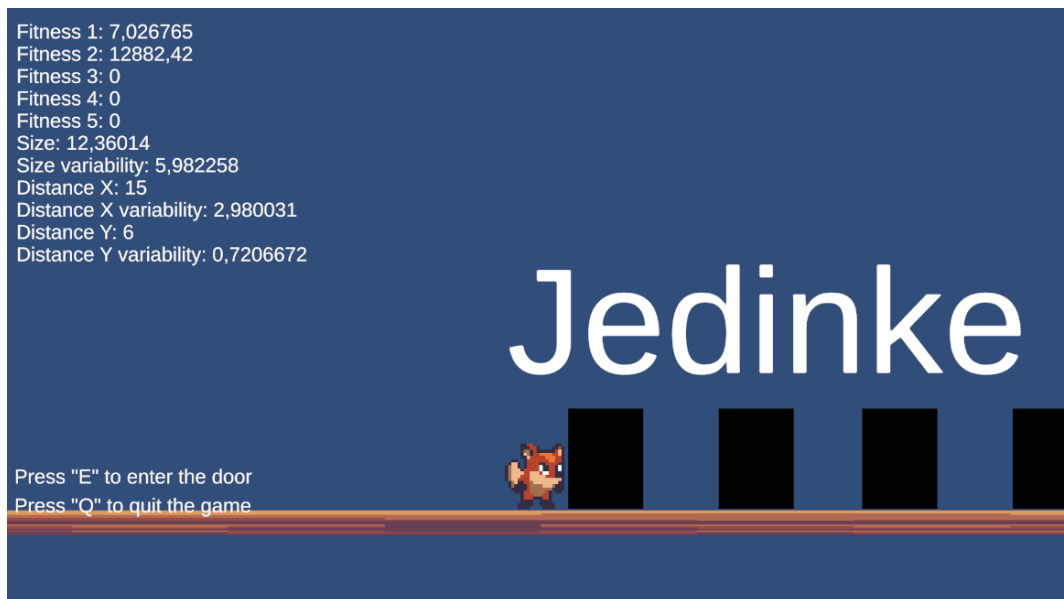 Fitness 1: 7,026765
Fitness 2: 12882,42
Fitness 3: 0
Fitness 4: 0
Fitness 5: 0
Size: 12,36014
Size variability: 5,982258
Distance X: 15
Distance X variability: 2,980031
Distance Y: 6
Distance Y variability: 0,7206672
Jedinke
Press "E" to enter the door
Press "Q" to quit the game